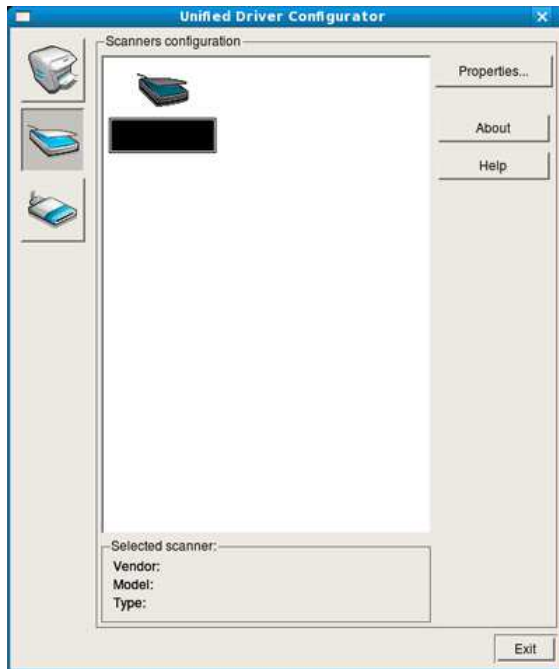 Unified Driver Configurator
Scanners configuration
Properties...
About
Help
Selected scanner:
Vendor:
Model:
Type:
Exit